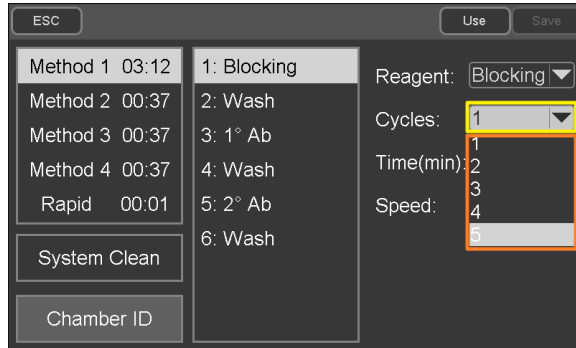 ESC
Use
Save
Method 1 03:12
Method 2 00:37
Method 3 00:37
Method 4 00:37
Rapid 00:01
System Clean
Chamber ID
1: Blocking
2: Wash
3: 1° Ab
4: Wash
5: 2° Ab
6: Wash
Reagent: Blocking
Cycles: 1
1
2
3
4
5
Time(min):
Speed: